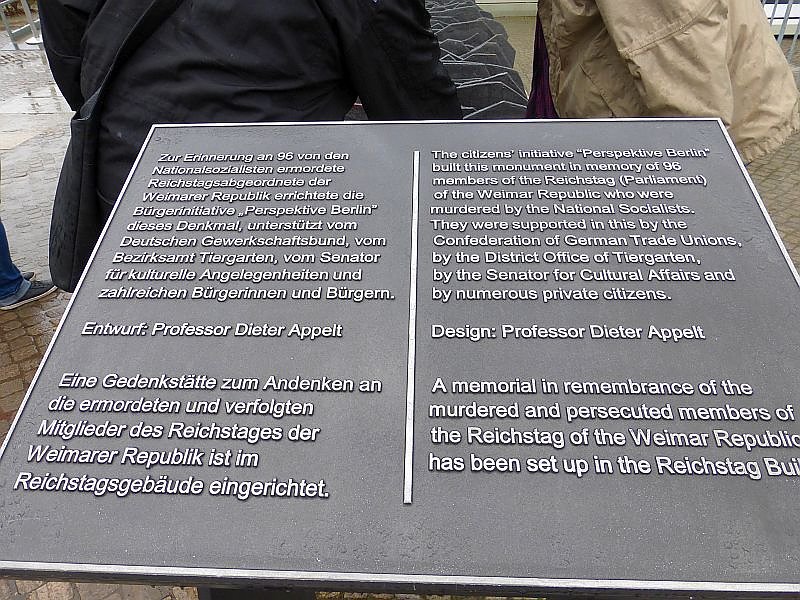 Zur Erinnerung an 96 von den
Nationalsozialisten ermordete
Reichstagsabgeordnete der
Weimarer Republik errichtete die
Bürgerinnitiative „Perspektive Berlin"
dieses Denkmal, unterstützt vom
Deutschen Gewerkschaftsbund, vom
Bezirksamt Tiergarten, vom Senator
für kulturelle Angelegenheiten und
zahlreichen Bürgerinnen und Bürgern.
Entwurf: Professor Dieter Appelt
Eine Gedenkstätte zum Andenken an
die ermordeten und verfolgten
Mitglieder des Reichstages der
Weimarer Republik ist im
Reichstagsgebäude eingerichtet.
The citizens' initiative "Perspektive Berlin"
built this monument in memory of 96
members of the Reichstag (Parliament)
of the Weimar Republic who were
murdered by the National Socialists.
They were supported in this by the
Confederation of German Trade Unions,
by the District Office of Tiergarten,
by the Senator for Cultural Affairs and
by numerous private citizens.
Design: Professor Dieter Appelt
A memorial in remembrance of the
murdered and persecuted members of
the Reichstag of the Weimar Republic
has been set up in the Reichstag Buil